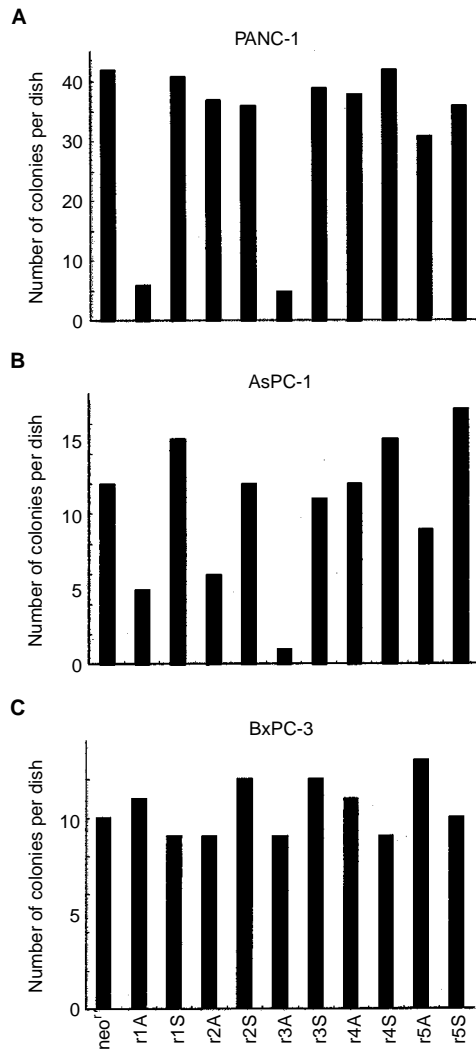 A
PANC-1
Number of colonies per dish
40
30
20
10
0
B
AsPC-1
Number of colonies per dish
15
10
5
0
C
BxPC-3
Number of colonies per dish
10
5
0
neoʳ
r1A
r1S
r2A
r2S
r3A
r3S
r4A
r4S
r5A
r5S